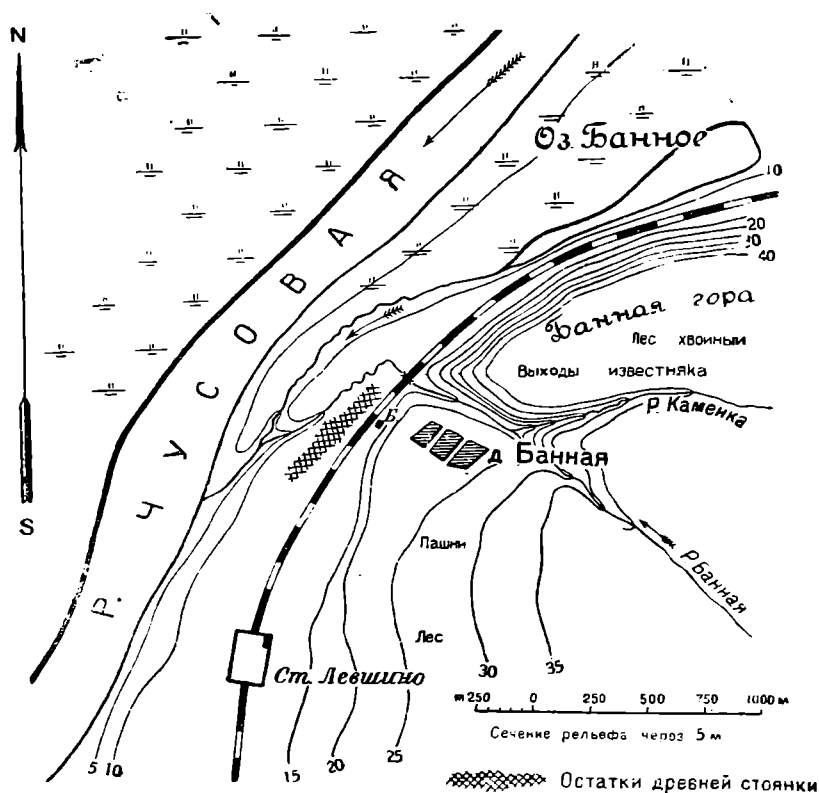 N
Оз. Банное
10
20
30
40
Р. ЧУСОВАЯ
Банная гора
Лес хвойный
Выходы известняка
р. Каменка
Б
д. Банная
S
Пашни
р. Банная
Лес
Ст. Левшино
30
35
5
10
15
20
25
m 250 0 250 500 750 1000 м
Сечение рельефа через 5 м
Остатки древней стоянки